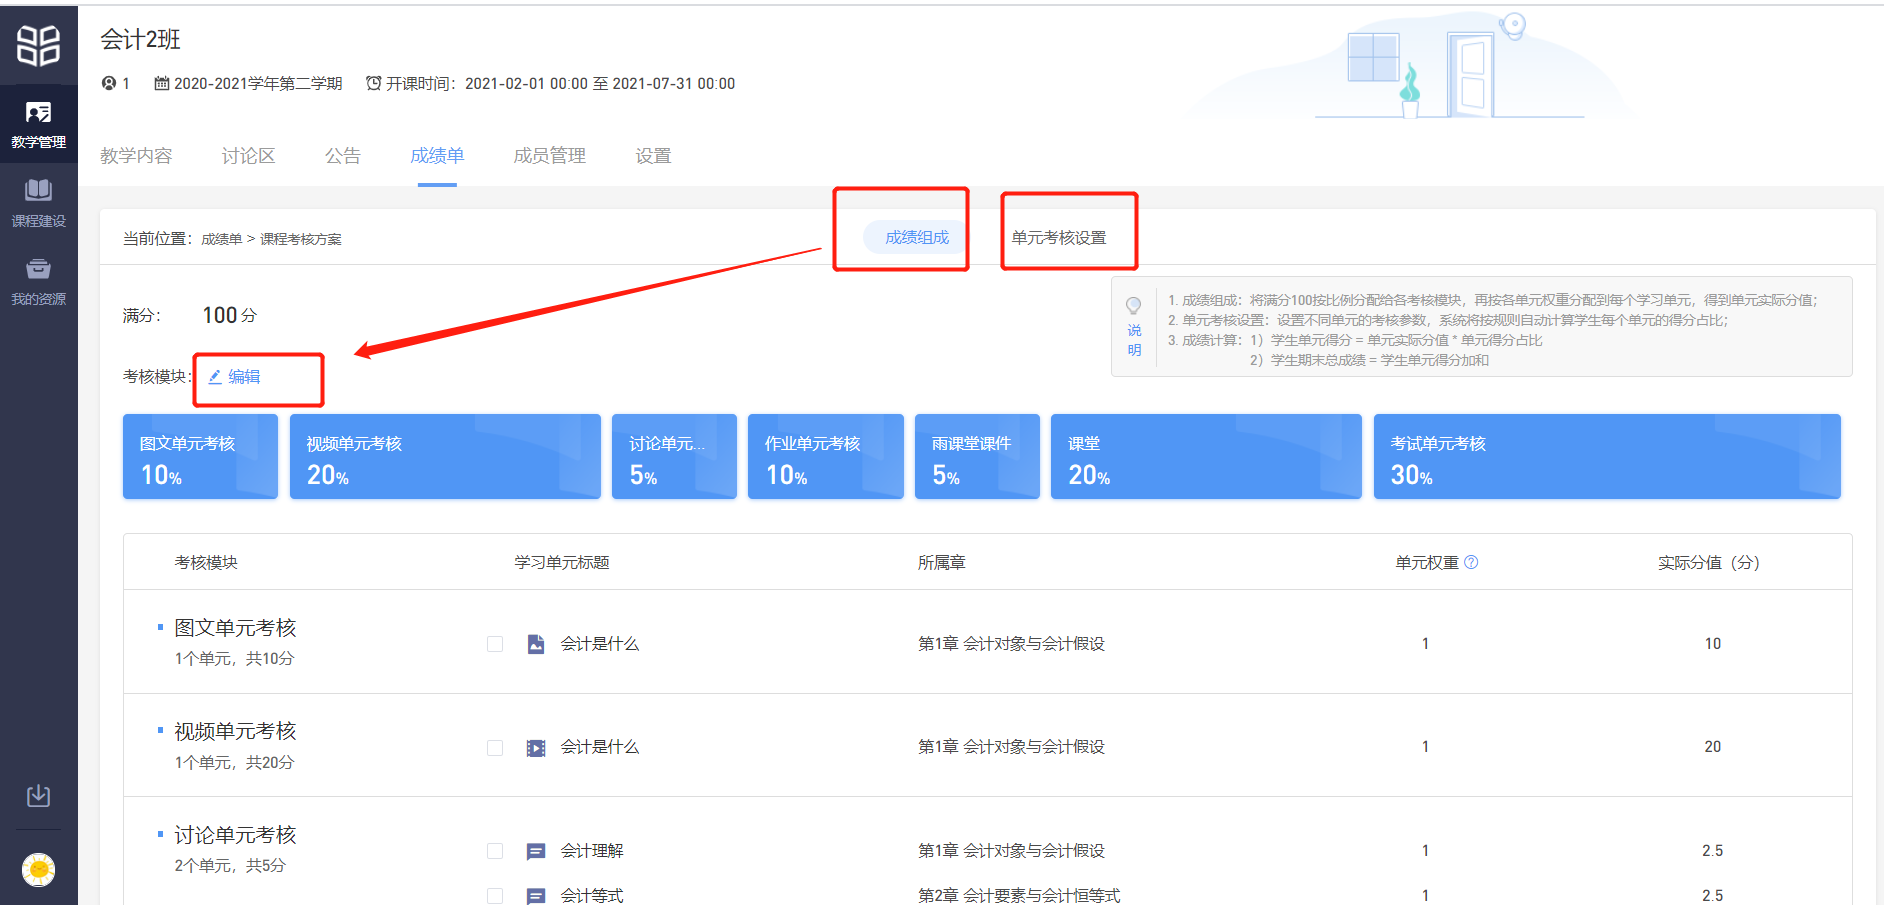 会计2班
1 2020-2021学年第二学期 开课时间：2021-02-01 00:00 至 2021-07-31 00:00
教学管理
课程建设
我的资源
教学内容 讨论区 公告 成绩单 成员管理 设置
当前位置：成绩单 > 课程考核方案 成绩组成 单元考核设置
满分： 100 分
说明
1. 成绩组成：将满分100按比例分配给各考核模块，再按各单元权重分配到每个学习单元，得到单元实际分值；
2. 单元考核设置：设置不同单元的考核参数，系统将按规则自动计算学生每个单元的得分占比；
3. 成绩计算：1）学生单元得分 = 单元实际分值 * 单元得分占比
2）学生期末总成绩 = 学生单元得分加和
考核模块： 编辑
图文单元考核 视频单元考核 讨论单元... 作业单元考核 雨课堂课件 课堂 考试单元考核
10% 20% 5% 10% 5% 20% 30%
考核模块 学习单元标题 所属章 单元权重 ? 实际分值（分）
图文单元考核
1个单元，共10分
会计是什么 第1章 会计对象与会计假设 1 10
视频单元考核
1个单元，共20分
会计是什么 第1章 会计对象与会计假设 1 20
讨论单元考核
2个单元，共5分
会计理解 第1章 会计对象与会计假设 1 2.5
会计等式 第2章 会计要素与会计恒等式 1 2.5